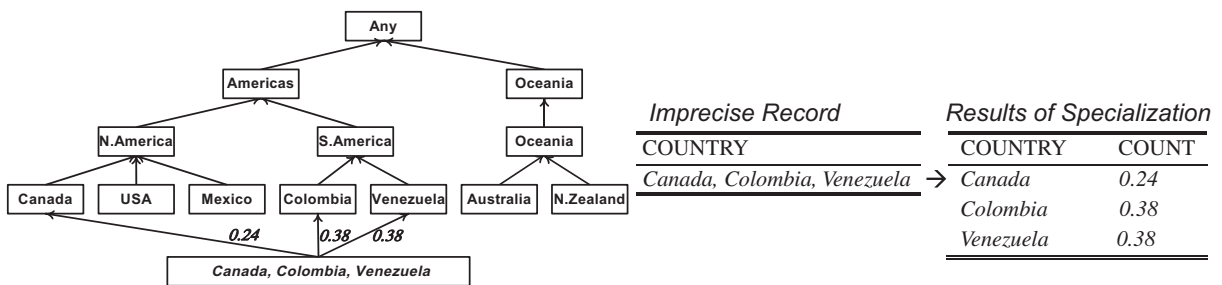 Any
Americas
Oceania
N.America
S.America
Oceania
Canada
USA
Mexico
Colombia
Venezuela
Australia
N.Zealand
0.24
0.38
0.38
Canada, Colombia, Venezuela
Imprecise Record
COUNTRY
Canada, Colombia, Venezuela →
Results of Specialization
COUNTRY COUNT
Canada 0.24
Colombia 0.38
Venezuela 0.38